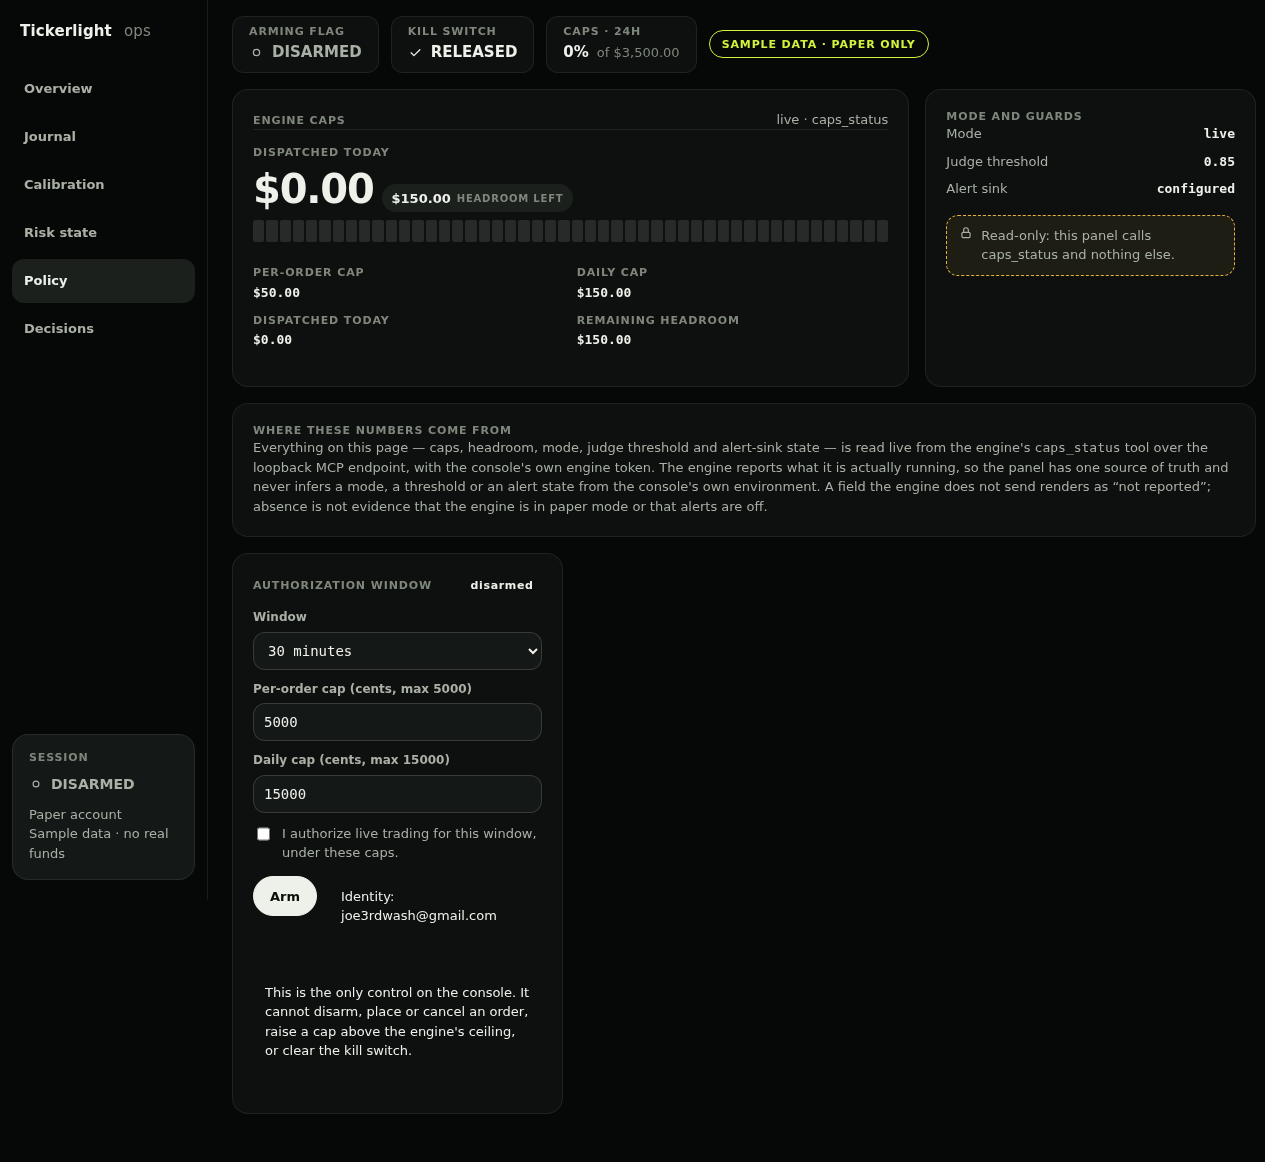 Tickerlight ops
Overview
Journal
Calibration
Risk state
Policy
Decisions
SESSION
DISARMED
Paper account
Sample data · no real
funds
ARMING FLAG
DISARMED
KILL SWITCH
RELEASED
CAPS · 24H
0% of $3,500.00
SAMPLE DATA · PAPER ONLY
ENGINE CAPS
live · caps_status
DISPATCHED TODAY
$0.00 $150.00 HEADROOM LEFT
PER-ORDER CAP
$50.00
DAILY CAP
$150.00
DISPATCHED TODAY
$0.00
REMAINING HEADROOM
$150.00
MODE AND GUARDS
Mode live
Judge threshold 0.85
Alert sink configured
Read-only: this panel calls
caps_status and nothing else.
WHERE THESE NUMBERS COME FROM
Everything on this page — caps, headroom, mode, judge threshold and alert-sink state — is read live from the engine's caps_status tool over the
loopback MCP endpoint, with the console's own engine token. The engine reports what it is actually running, so the panel has one source of truth and
never infers a mode, a threshold or an alert state from the console's own environment. A field the engine does not send renders as “not reported”;
absence is not evidence that the engine is in paper mode or that alerts are off.
AUTHORIZATION WINDOW disarmed
Window
30 minutes
Per-order cap (cents, max 5000)
5000
Daily cap (cents, max 15000)
15000
I authorize live trading for this window,
under these caps.
Arm
Identity:
joe3rdwash@gmail.com
This is the only control on the console. It
cannot disarm, place or cancel an order,
raise a cap above the engine's ceiling,
or clear the kill switch.